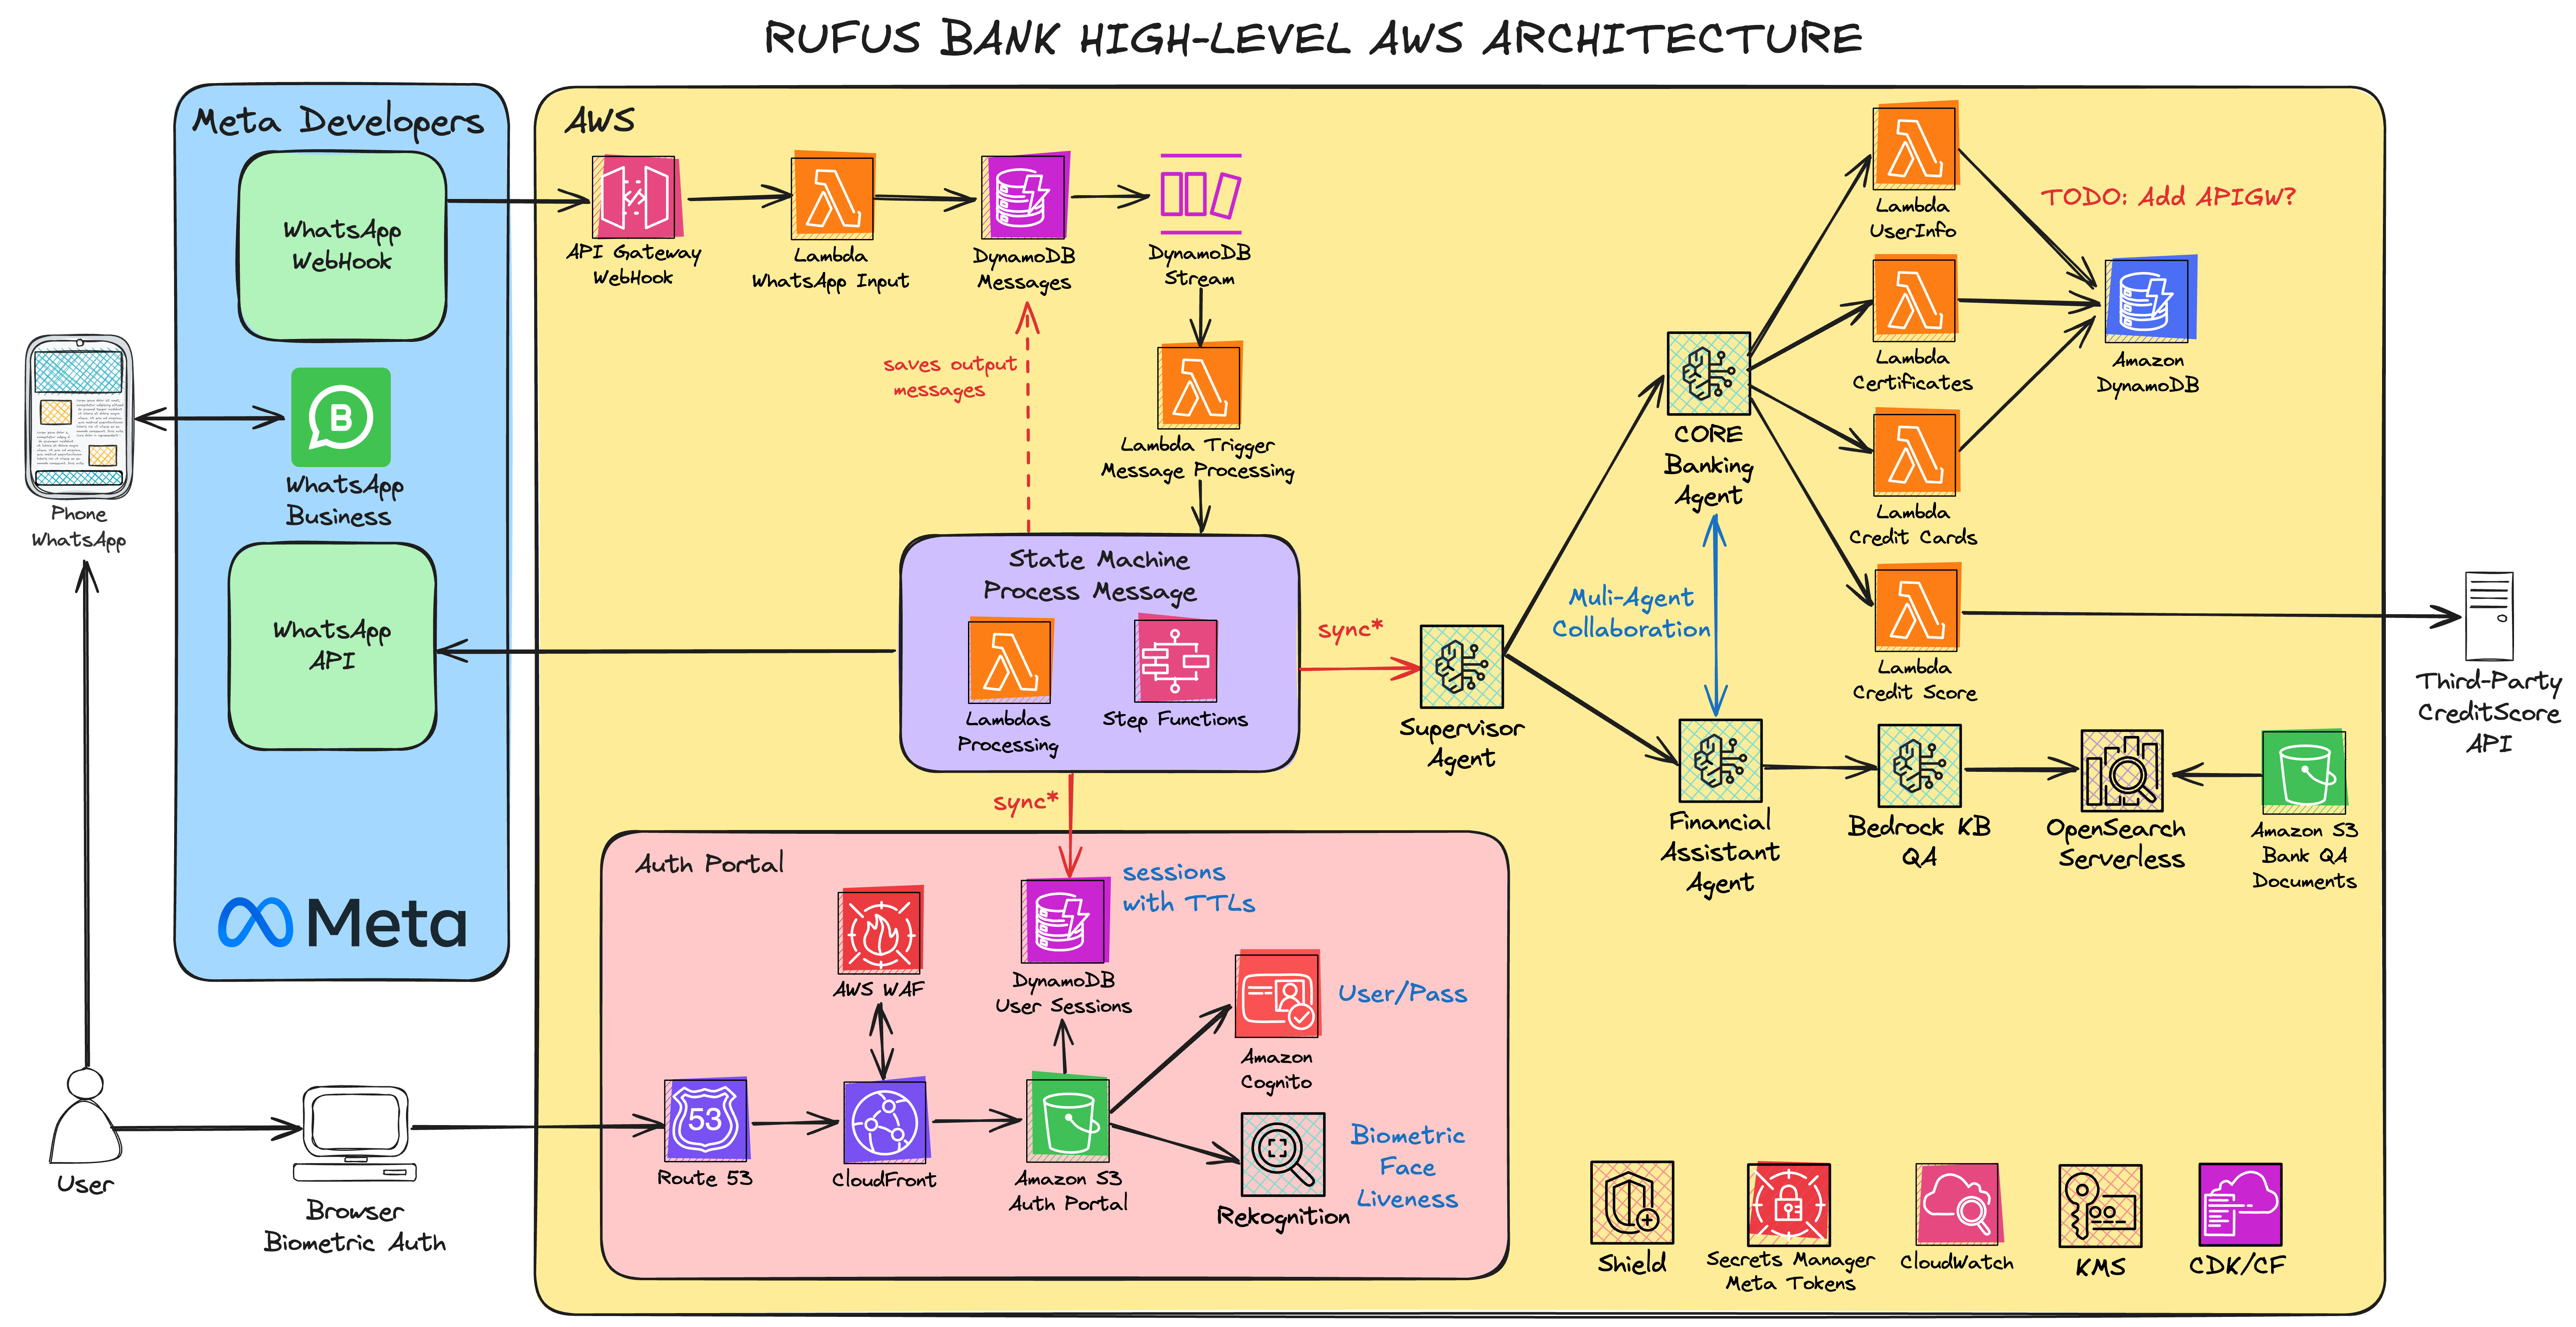 RUFUS BANK HIGH-LEVEL AWS ARCHITECTURE
Meta Developers
WhatsApp
WebHook
WhatsApp
Business
WhatsApp
API
Meta
Phone
WhatsApp
User
Browser
Biometric Auth
AWS
API Gateway
WebHook
Lambda
WhatsApp Input
DynamoDB
Messages
DynamoDB
Stream
saves output
messages
Lambda Trigger
Message Processing
State Machine
Process Message
Lambdas
Processing
Step Functions
sync*
sync*
Supervisor
Agent
CORE
Banking
Agent
Muli-Agent
Collaboration
Financial
Assistant
Agent
Lambda
UserInfo
Lambda
Certificates
Lambda
Credit Cards
Lambda
Credit Score
TODO: Add APIGW?
Amazon
DynamoDB
Third-Party
CreditScore
API
Bedrock KB
QA
OpenSearch
Serverless
Amazon S3
Bank QA
Documents
Auth Portal
AWS WAF
DynamoDB
User Sessions
sessions
with TTLs
Amazon
Cognito
User/Pass
53
Route 53
CloudFront
Amazon S3
Auth Portal
Rekognition
Biometric
Face
Liveness
Shield
Secrets Manager
Meta Tokens
CloudWatch
KMS
CDK/CF